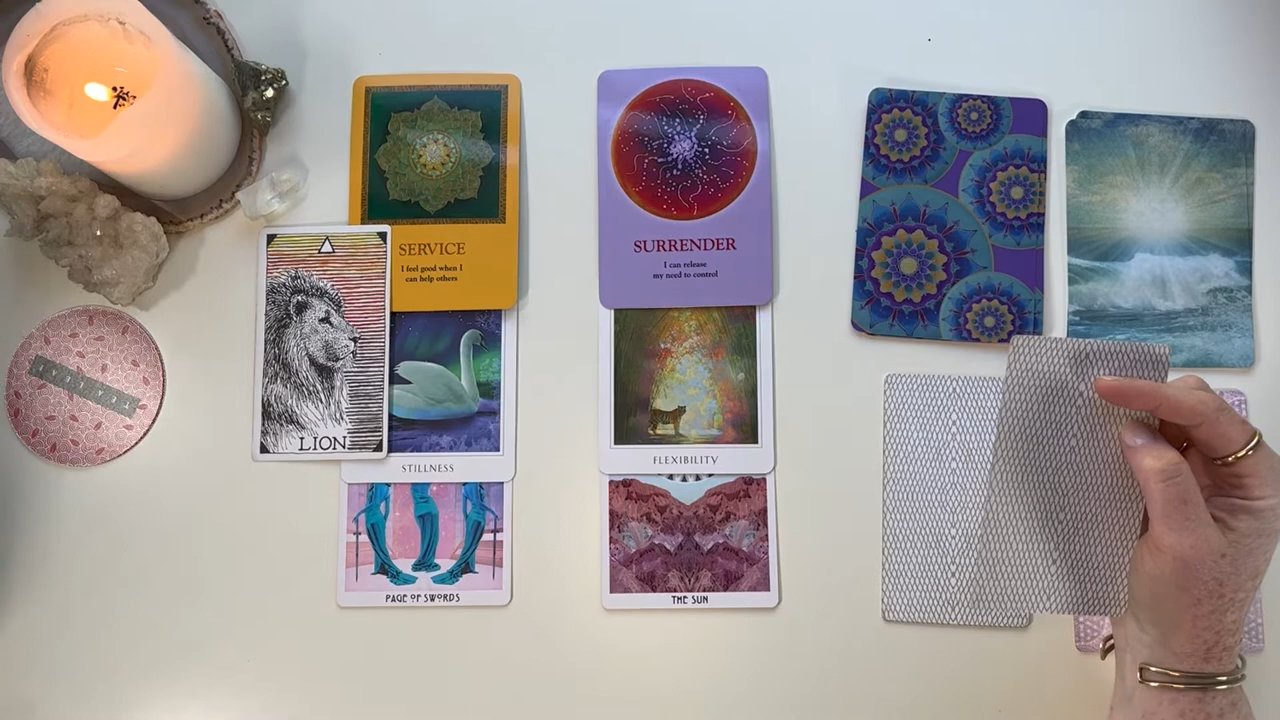 SERVICE
I feel good when I
can help others
LION
STILLNESS
PAGE OF SWORDS
SURRENDER
I can release
my need to control
FLEXIBILITY
THE SUN